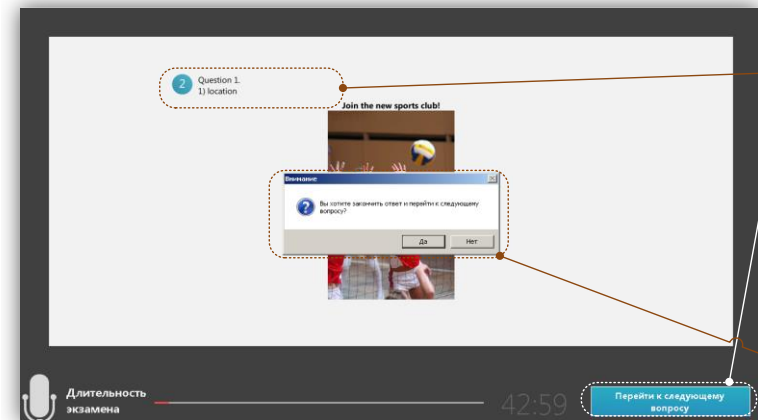 2
Question 1.
1) location
Join the new sports club!
Внимание
Вы хотите закончить ответ и перейти к следующему
вопросу?
Да
Нет
Длительность
экзамена
42:59
Перейти к следующему
вопросу